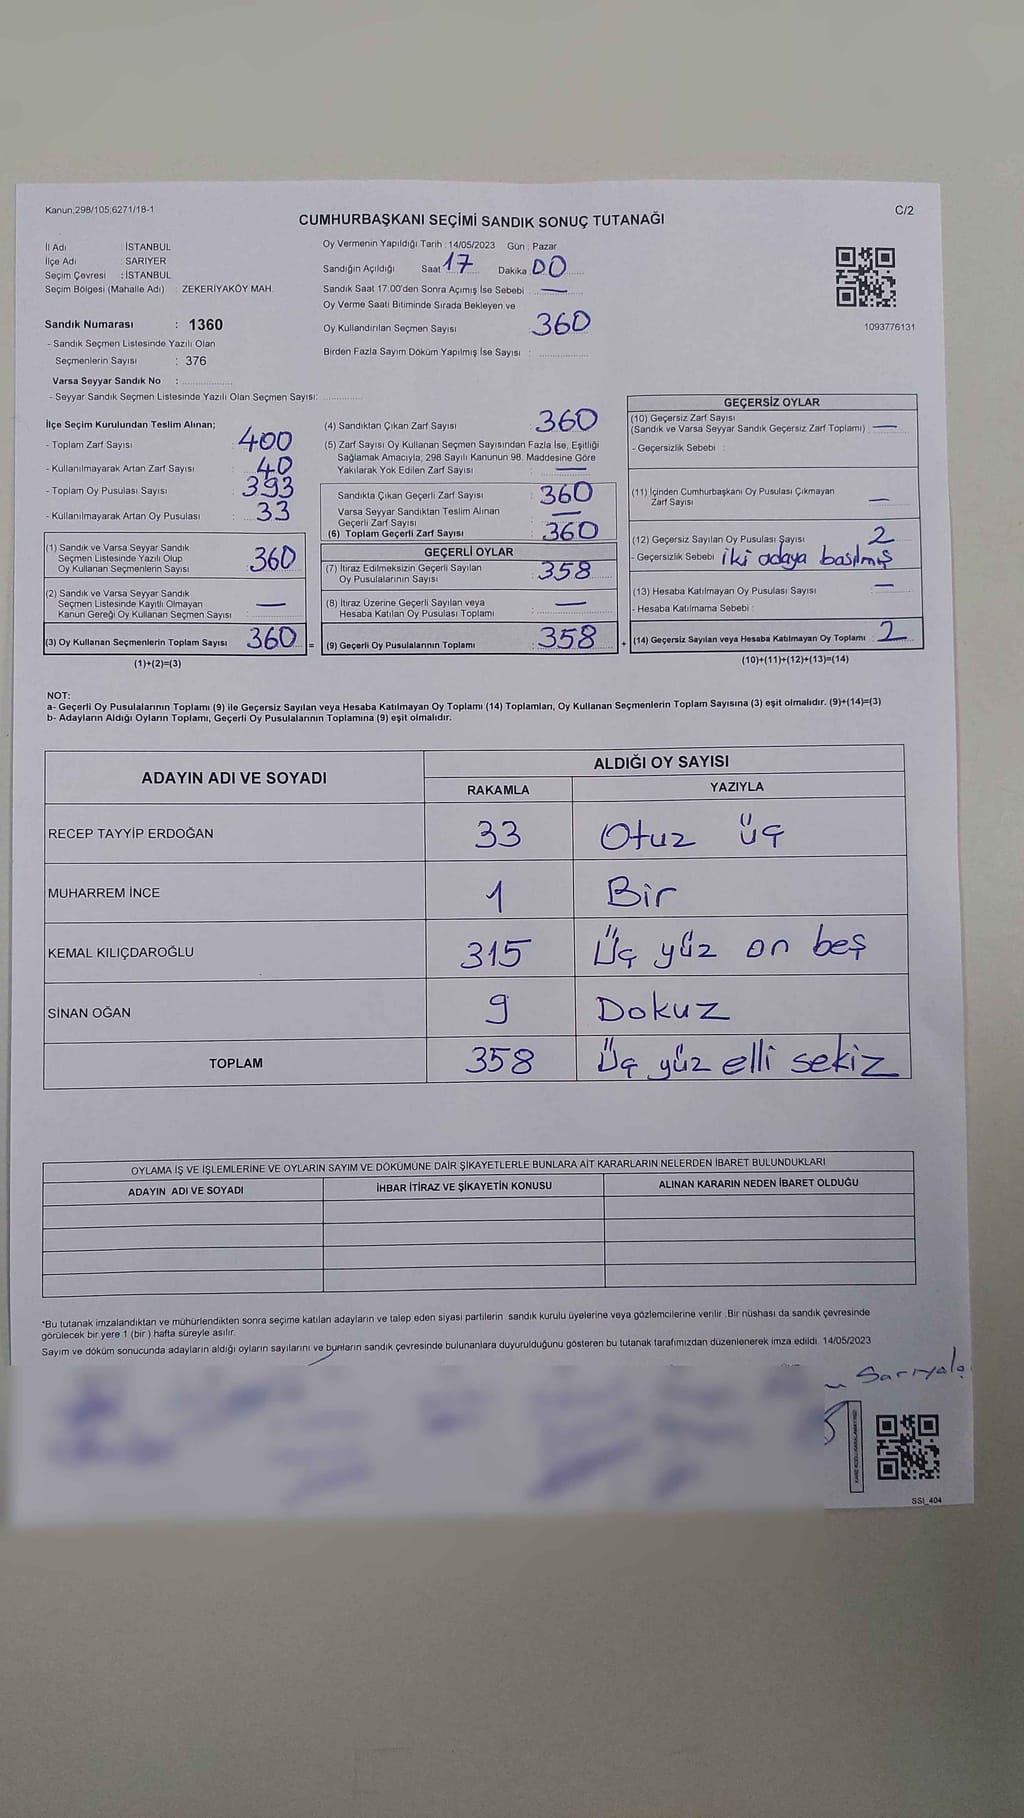 Kanun;298/105;6271/18-1
C/2
CUMHURBAŞKANI SEÇİMİ SANDIK SONUÇ TUTANAĞI
İl Adı : İSTANBUL
İlçe Adı : SARIYER
Seçim Çevresi : İSTANBUL
Seçim Bölgesi (Mahalle Adı) : ZEKERİYAKÖY MAH.
Sandık Numarası : 1360
- Sandık Seçmen Listesinde Yazılı Olan
Seçmenlerin Sayısı : 376
Varsa Seyyar Sandık No :
- Seyyar Sandık Seçmen Listesinde Yazılı Olan Seçmen Sayısı:
Oy Vermenin Yapıldığı Tarih : 14/05/2023 Gün : Pazar
Sandığın Açıldığı Saat 17 Dakika : 00
Sandık Saat 17:00'den Sonra Açımış İse Sebebi : —
Oy Verme Saati Bitiminde Sırada Bekleyen ve
Oy Kullandırılan Seçmen Sayısı : 360
Birden Fazla Sayım Döküm Yapılmış İse Sayısı :
1093776131
İlçe Seçim Kurulundan Teslim Alınan;
- Toplam Zarf Sayısı : 400
- Kullanılmayarak Artan Zarf Sayısı : 40
- Toplam Oy Pusulası Sayısı : 393
- Kullanılmayarak Artan Oy Pusulası : 33
(1) Sandık ve Varsa Seyyar Sandık
Seçmen Listesinde Yazılı Olup
Oy Kullanan Seçmenlerin Sayısı : 360
(2) Sandık ve Varsa Seyyar Sandık
Seçmen Listesinde Kayıtlı Olmayan
Kanun Gereği Oy Kullanan Seçmen Sayısı : —
(3) Oy Kullanan Seçmenlerin Toplam Sayısı : 360 =
(1)+(2)=(3)
(4) Sandıktan Çıkan Zarf Sayısı : 360
(5) Zarf Sayısı Oy Kullanan Seçmen Sayısından Fazla İse, Eşitliği
Sağlamak Amacıyla; 298 Sayılı Kanunun 98. Maddesine Göre
Yakılarak Yok Edilen Zarf Sayısı : —
Sandıkta Çıkan Geçerli Zarf Sayısı : 360
Varsa Seyyar Sandıktan Teslim Alınan
Geçerli Zarf Sayısı : —
(6) Toplam Geçerli Zarf Sayısı : 360
GEÇERLİ OYLAR
(7) İtiraz Edilmeksizin Geçerli Sayılan
Oy Pusulalarının Sayısı : 358
(8) İtiraz Üzerine Geçerli Sayılan veya
Hesaba Katılan Oy Pusulası Toplamı : —
(9) Geçerli Oy Pusulalarının Toplamı : 358 +
GEÇERSİZ OYLAR
(10) Geçersiz Zarf Sayısı
(Sandık ve Varsa Seyyar Sandık Geçersiz Zarf Toplamı) : —
- Geçersizlik Sebebi :
(11) İçinden Cumhurbaşkanı Oy Pusulası Çıkmayan
Zarf Sayısı : —
(12) Geçersiz Sayılan Oy Pusulası Sayısı : 2
- Geçersizlik Sebebi : iki adaya basılmış
(13) Hesaba Katılmayan Oy Pusulası Sayısı : —
- Hesaba Katılmama Sebebi :
(14) Geçersiz Sayılan veya Hesaba Katılmayan Oy Toplamı : 2
(10)+(11)+(12)+(13)=(14)
NOT:
a- Geçerli Oy Pusulalarının Toplamı (9) ile Geçersiz Sayılan veya Hesaba Katılmayan Oy Toplamı (14) Toplamları, Oy Kullanan Seçmenlerin Toplam Sayısına (3) eşit olmalıdır. (9)+(14)=(3)
b- Adayların Aldığı Oyların Toplamı, Geçerli Oy Pusulalarının Toplamına (9) eşit olmalıdır.
ADAYIN ADI VE SOYADI
ALDIĞI OY SAYISI
RAKAMLA YAZIYLA
RECEP TAYYİP ERDOĞAN 33 Otuz üç
MUHARREM İNCE 1 Bir
KEMAL KILIÇDAROĞLU 315 Üç yüz on beş
SİNAN OĞAN 9 Dokuz
TOPLAM 358 Üç yüz elli sekiz
OYLAMA İŞ VE İŞLEMLERİNE VE OYLARIN SAYIM VE DÖKÜMÜNE DAİR ŞİKAYETLERLE BUNLARA AİT KARARLARIN NELERDEN İBARET BULUNDUKLARI
ADAYIN ADI VE SOYADI İHBAR İTİRAZ VE ŞİKAYETİN KONUSU ALINAN KARARIN NEDEN İBARET OLDUĞU
*Bu tutanak imzalandıktan ve mühürlendikten sonra seçime katılan adayların ve talep eden siyasi partilerin sandık kurulu üyelerine veya gözlemcilerine verilir .Bir nüshası da sandık çevresinde
görülecek bir yere 1 (bir ) hafta süreyle asılır.
Sayım ve döküm sonucunda adayların aldığı oyların sayılarını ve bunların sandık çevresinde bulunanlara duyurulduğunu gösteren bu tutanak tarafımızdan düzenlenerek imza edildi. 14/05/2023
SSI_404